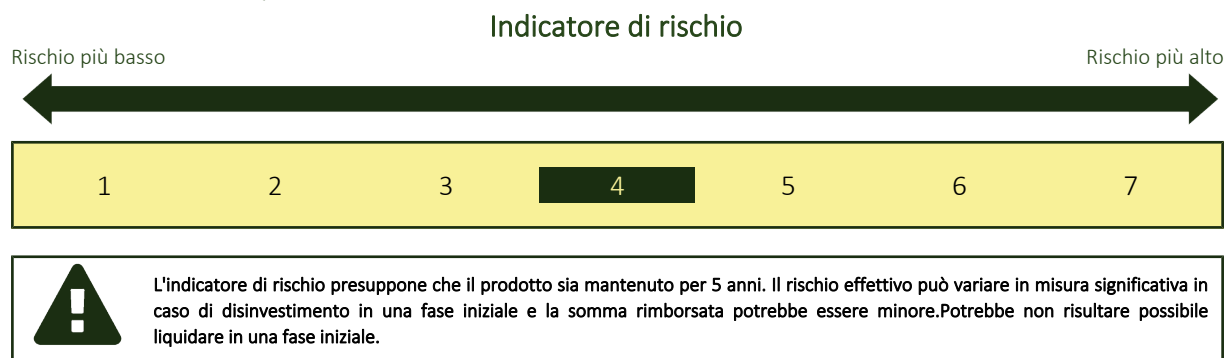 Indicatore di rischio
Rischio più basso
Rischio più alto
1 2 3 4 5 6 7
L'indicatore di rischio presuppone che il prodotto sia mantenuto per 5 anni. Il rischio effettivo può variare in misura significativa in
caso di disinvestimento in una fase iniziale e la somma rimborsata potrebbe essere minore.Potrebbe non risultare possibile
liquidare in una fase iniziale.